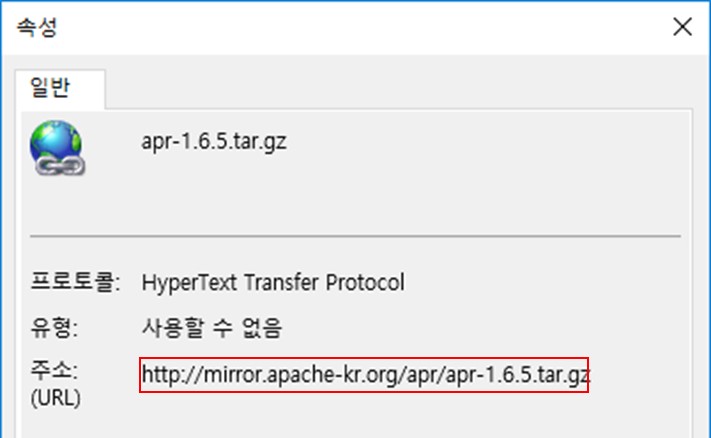 속성
일반
apr-1.6.5.tar.gz
프로토콜: HyperText Transfer Protocol
유형: 사용할 수 없음
주소: http://mirror.apache-kr.org/apr/apr-1.6.5.tar.gz
(URL)